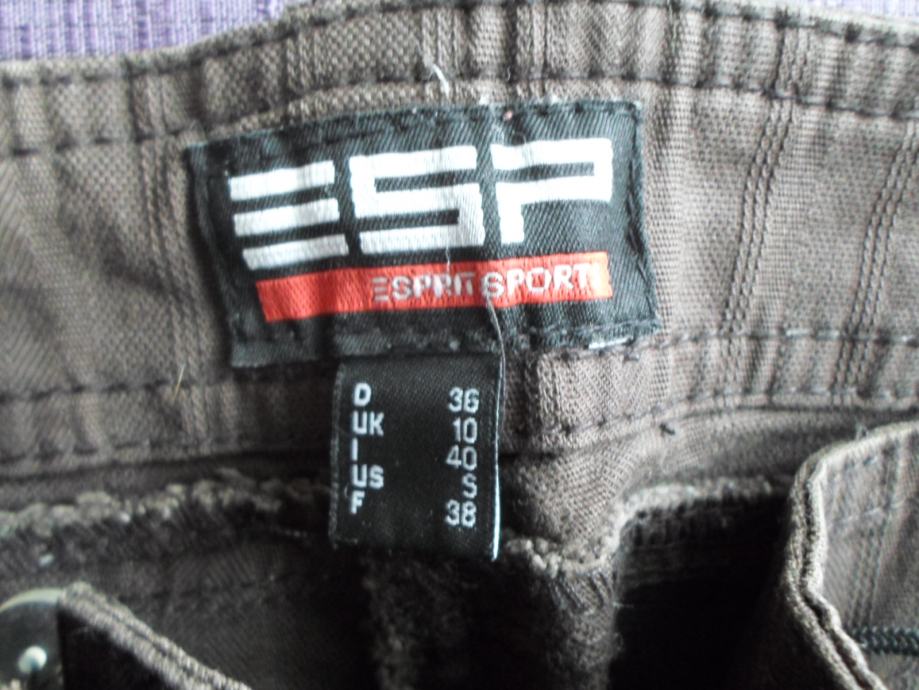 ESP
ESPRIT SPORT
D 36
UK 10
I 40
US S
F 38